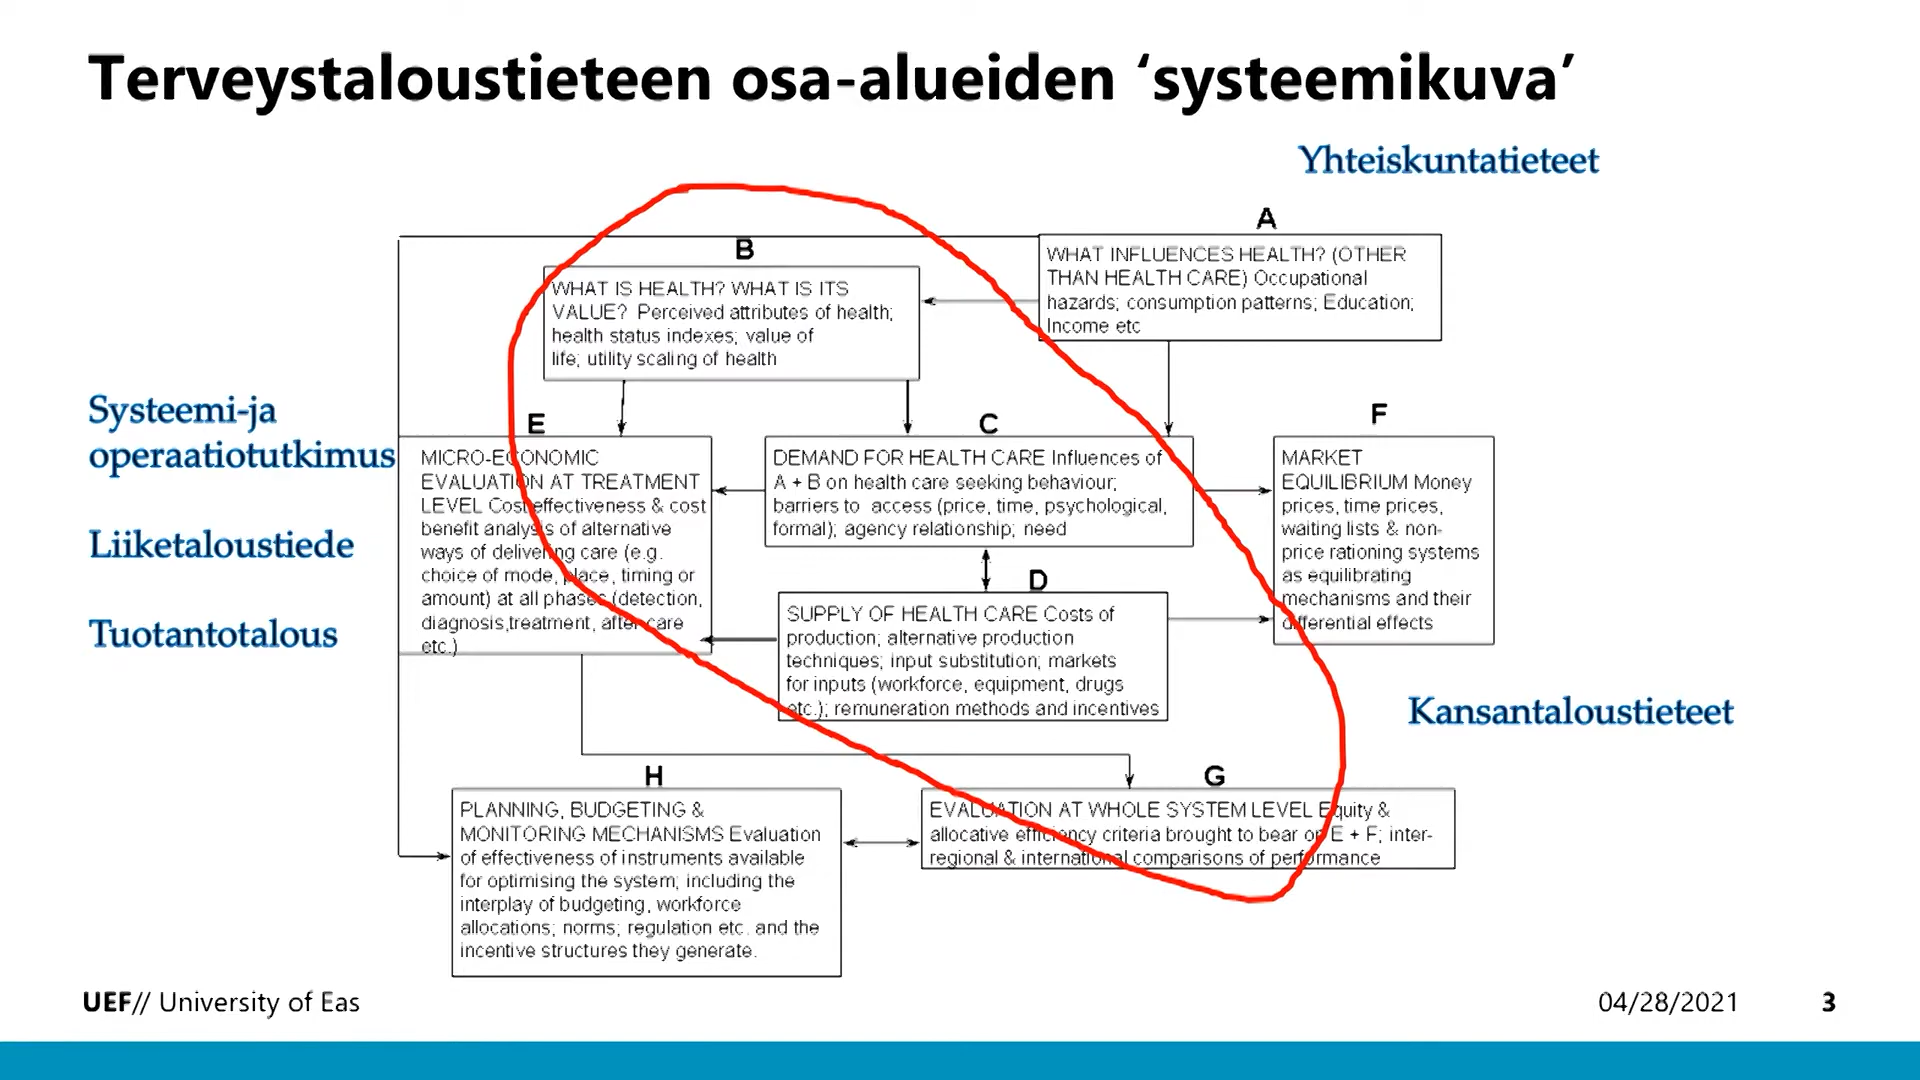 Terveystaloustieteen osa-alueiden ‘systeemikuva’
Yhteiskuntatieteet
A
WHAT INFLUENCES HEALTH? (OTHER
THAN HEALTH CARE) Occupational
hazards; consumption patterns; Education;
Income etc
B
WHAT IS HEALTH? WHAT IS ITS
VALUE? Perceived attributes of health;
health status indexes; value of
life; utility scaling of health
Systeemi-ja
operaatiotutkimus
Liiketaloustiede
Tuotantotalous
E
MICRO-ECONOMIC
EVALUATION AT TREATMENT
LEVEL Cost effectiveness & cost
benefit analysis of alternative
ways of delivering care (e.g.
choice of mode, place, timing or
amount) at all phases (detection,
diagnosis,treatment, after care
etc.)
C
DEMAND FOR HEALTH CARE Influences of
A + B on health care seeking behaviour;
barriers to access (price, time, psychological,
formal); agency relationship; need
D
SUPPLY OF HEALTH CARE Costs of
production; alternative production
techniques; input substitution; markets
for inputs (workforce, equipment, drugs
etc.); remuneration methods and incentives
F
MARKET
EQUILIBRIUM Money
prices, time prices,
waiting lists & non-
price rationing systems
as equilibrating
mechanisms and their
differential effects
Kansantaloustieteet
H
PLANNING, BUDGETING &
MONITORING MECHANISMS Evaluation
of effectiveness of instruments available
for optimising the system; including the
interplay of budgeting, workforce
allocations; norms; regulation etc. and the
incentive structures they generate.
G
EVALUATION AT WHOLE SYSTEM LEVEL Equity &
allocative efficiency criteria brought to bear on E + F; inter-
regional & international comparisons of performance
UEF// University of Eas
04/28/2021
3